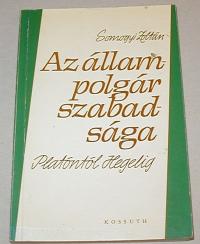 Somogyi Zoltán
Az állam-
polgár
szabad-
sága
Platóntól Hegelig
KOSSUTH